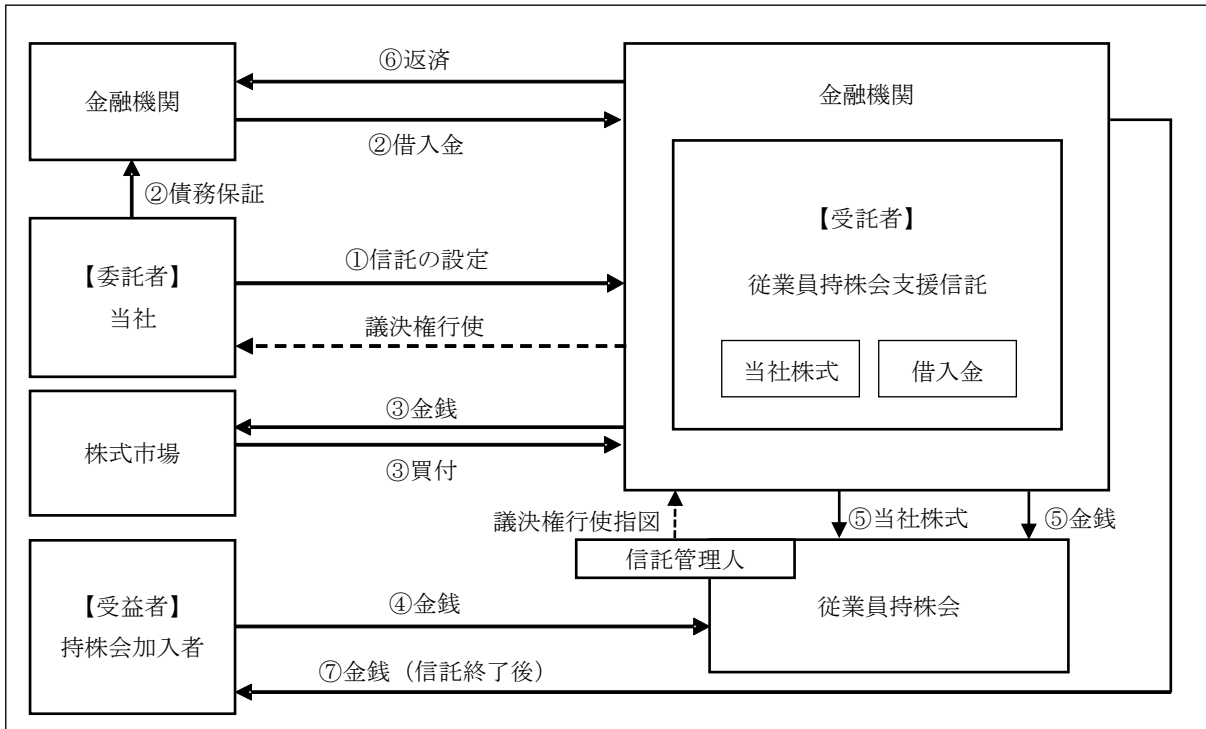 ⑥返済
金融機関
金融機関
②借入金
②債務保証
【受託者】
①信託の設定
【委託者】
当社
従業員持株会支援信託
議決権行使
当社株式
借入金
③金銭
株式市場
③買付
議決権行使指図
⑤当社株式
⑤金銭
信託管理人
【受益者】
持株会加入者
④金銭
従業員持株会
⑦金銭（信託終了後）